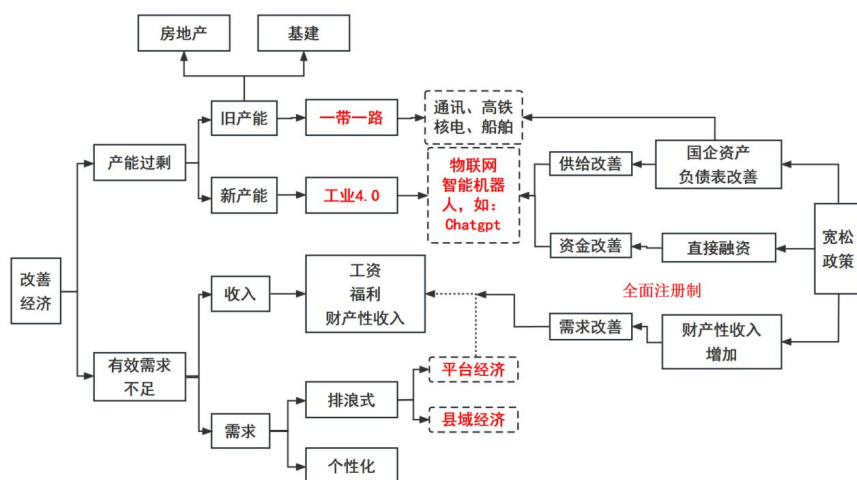 房地产
基建
旧产能
一带一路
通讯、高铁
核电、船舶
产能过剩
新产能
工业4.0
物联网
智能机器
人，如：
Chatgpt
供给改善
国企资产
负债表改善
资金改善
直接融资
宽松
政策
改善
经济
收入
工资
福利
财产性收入
全面注册制
需求改善
财产性收入
增加
有效需求
不足
平台经济
排浪式
县域经济
需求
个性化